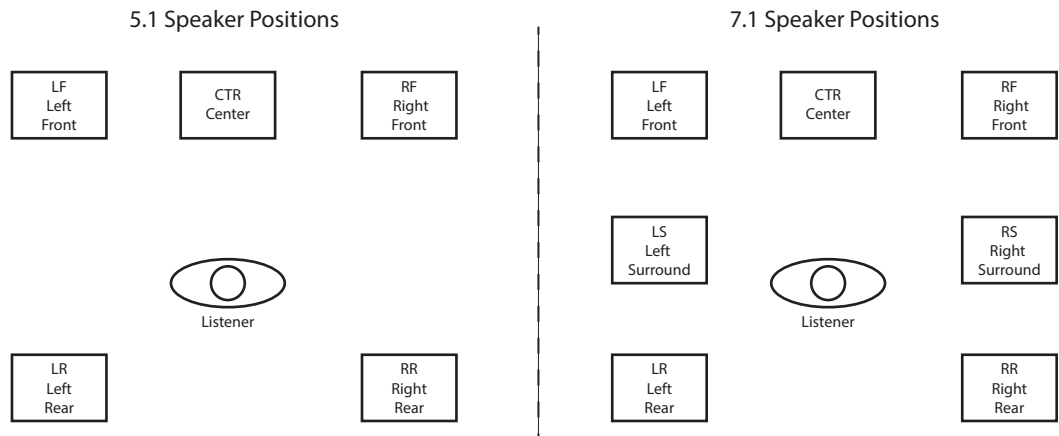 5.1 Speaker Positions
LF
Left
Front
CTR
Center
RF
Right
Front
Listener
LR
Left
Rear
RR
Right
Rear
7.1 Speaker Positions
LF
Left
Front
CTR
Center
RF
Right
Front
LS
Left
Surround
RS
Right
Surround
Listener
LR
Left
Rear
RR
Right
Rear